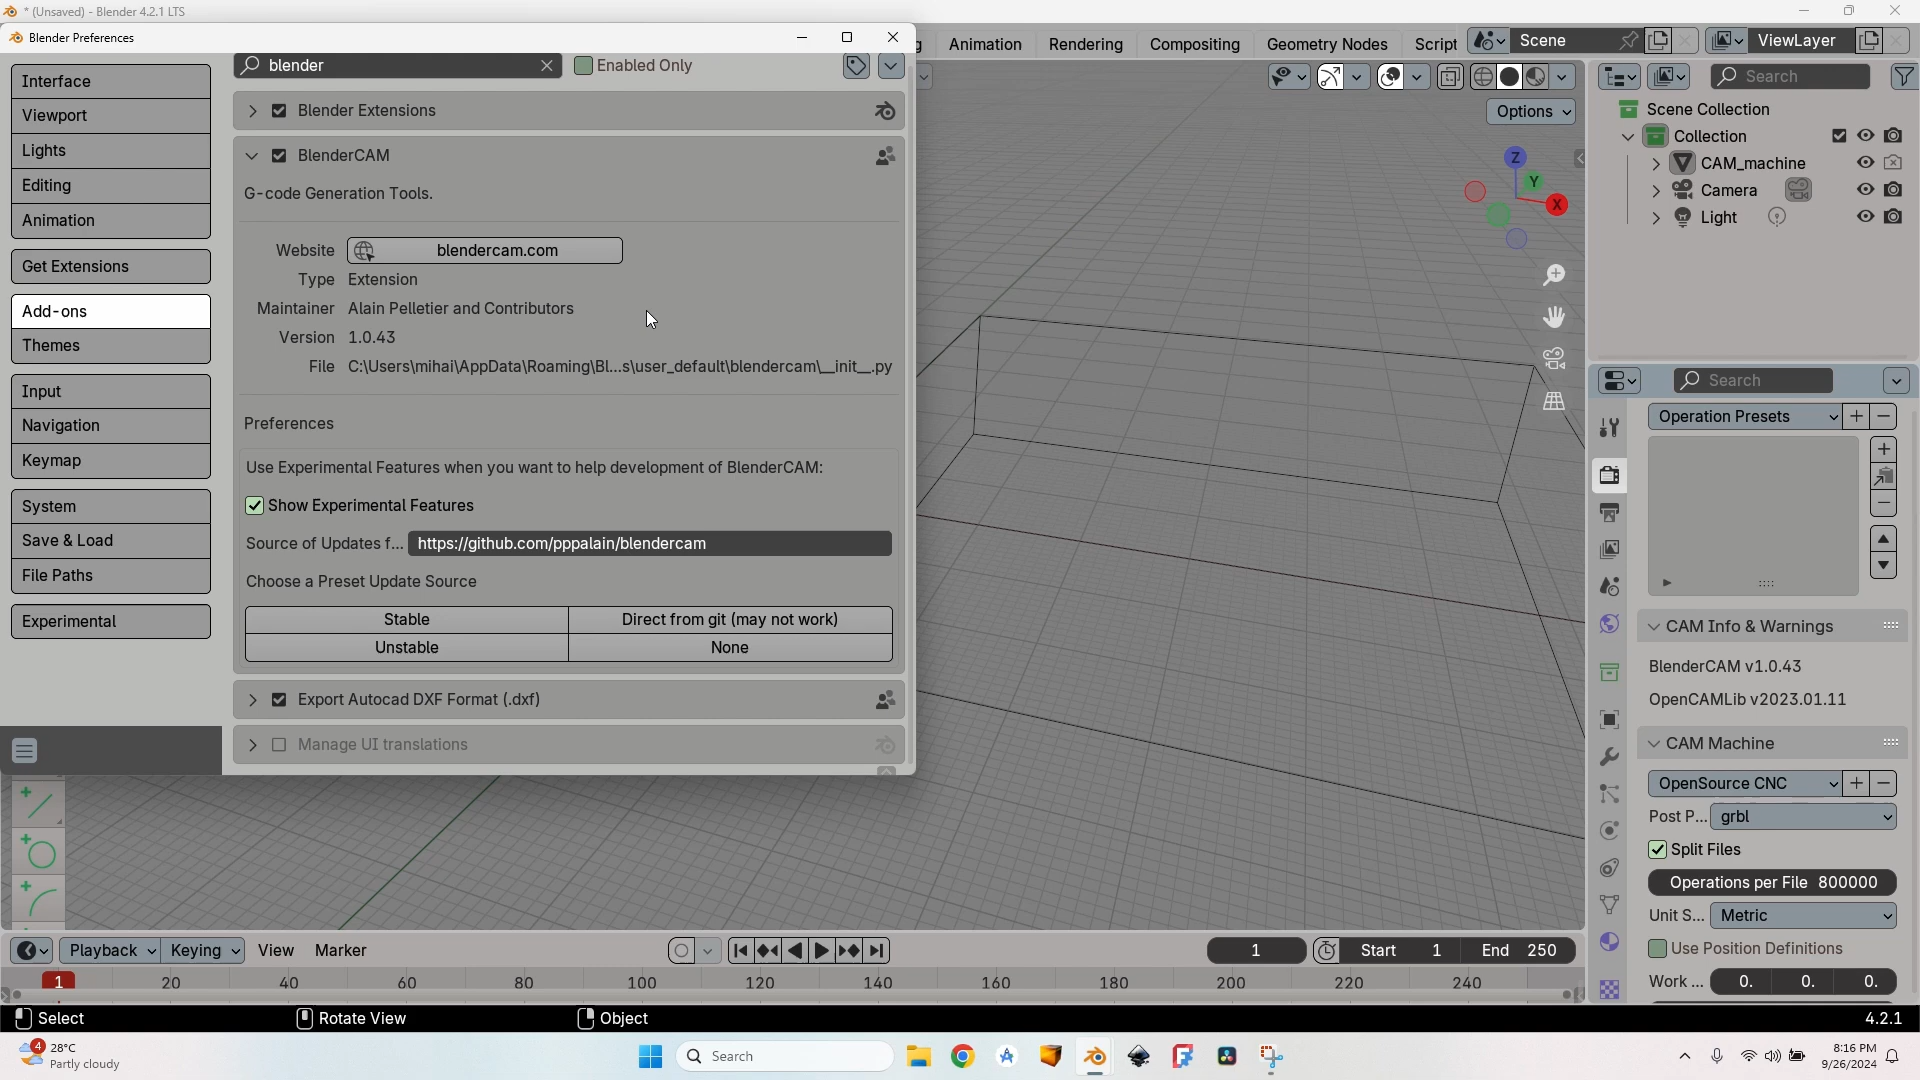 * (Unsaved) - Blender 4.2.1 LTS
Blender Preferences
Animation
Rendering
Compositing
Geometry Nodes
Script
Scene
ViewLayer
Interface
Viewport
Lights
Editing
Animation
Get Extensions
Add-ons
Themes
Input
Navigation
Keymap
System
Save & Load
File Paths
Experimental
blender
Enabled Only
Blender Extensions
BlenderCAM
G-code Generation Tools.
Website blendercam.com
Type Extension
Maintainer Alain Pelletier and Contributors
Version 1.0.43
File C:\Users\mihai\AppData\Roaming\Bl...s\user_default\blendercam\__init__.py
Preferences
Use Experimental Features when you want to help development of BlenderCAM:
Show Experimental Features
Source of Updates f... https://github.com/pppalain/blendercam
Choose a Preset Update Source
Stable Direct from git (may not work)
Unstable None
Export Autocad DXF Format (.dxf)
Manage UI translations
Options
Z
Y
X
Search
Scene Collection
Collection
CAM_machine
Camera
Light
Search
Operation Presets
CAM Info & Warnings
BlenderCAM v1.0.43
OpenCAMLib v2023.01.11
CAM Machine
OpenSource CNC
Post P... grbl
Split Files
Operations per File 800000
Unit S... Metric
Use Position Definitions
Work ... 0. 0. 0.
Playback Keying View Marker
1 Start 1 End 250
1 20 40 60 80 100 120 140 160 180 200 220 240
Select Rotate View Object 4.2.1
4
28°C
Partly cloudy
Search
8:16 PM
9/26/2024